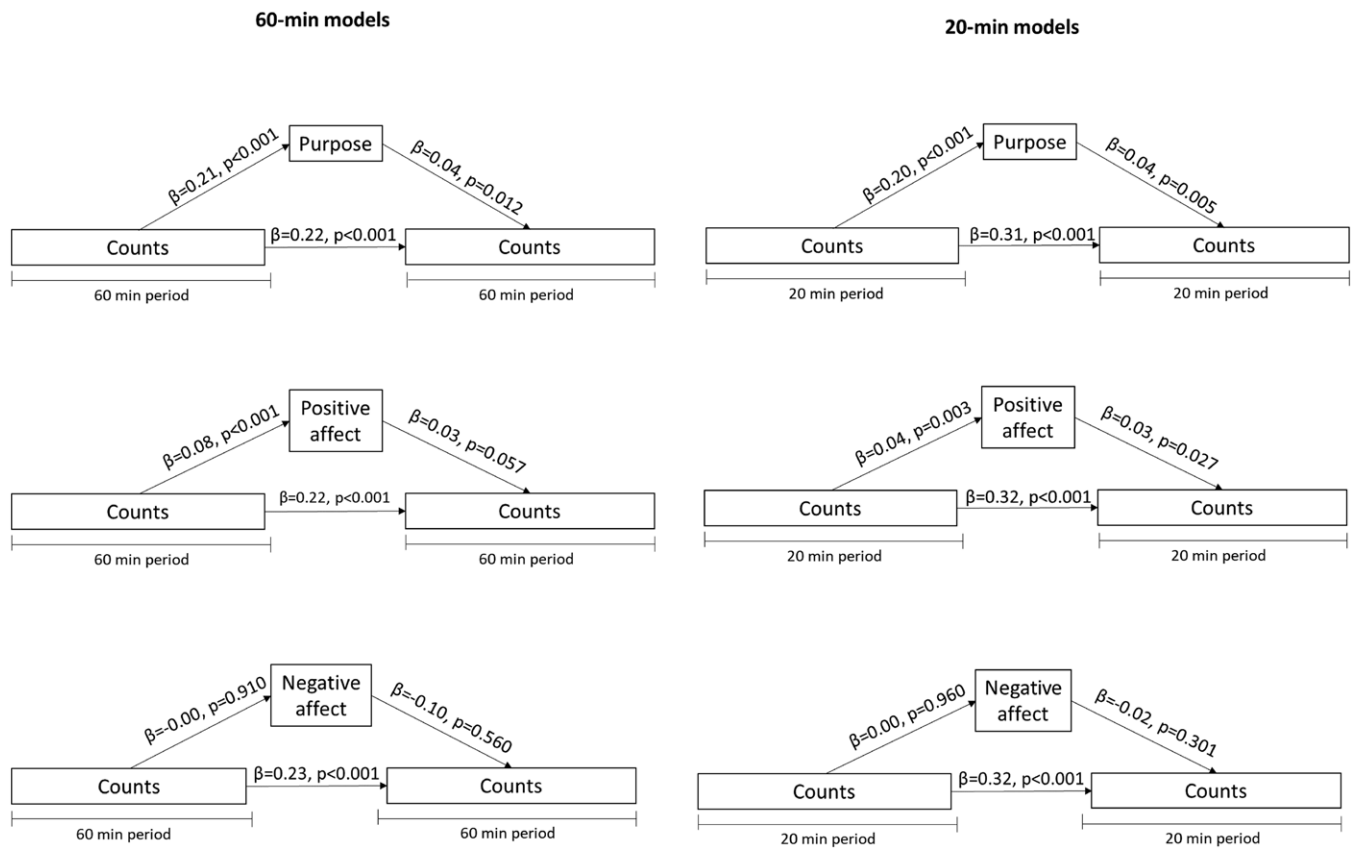 60-min models
Purpose
β=0.21, p<0.001
β=0.04, p=0.012
β=0.22, p<0.001
Counts
Counts
60 min period
60 min period
Positive
affect
β=0.08, p<0.001
β=0.03, p=0.057
β=0.22, p<0.001
Counts
Counts
60 min period
60 min period
Negative
affect
β=-0.00, p=0.910
β=-0.10, p=0.560
β=0.23, p<0.001
Counts
Counts
60 min period
60 min period
20-min models
Purpose
β=0.20, p<0.001
β=0.04, p=0.005
β=0.31, p<0.001
Counts
Counts
20 min period
20 min period
Positive
affect
β=0.04, p=0.003
β=0.03, p=0.027
β=0.32, p<0.001
Counts
Counts
20 min period
20 min period
Negative
affect
β=0.00, p=0.960
β=-0.02, p=0.301
β=0.32, p<0.001
Counts
Counts
20 min period
20 min period